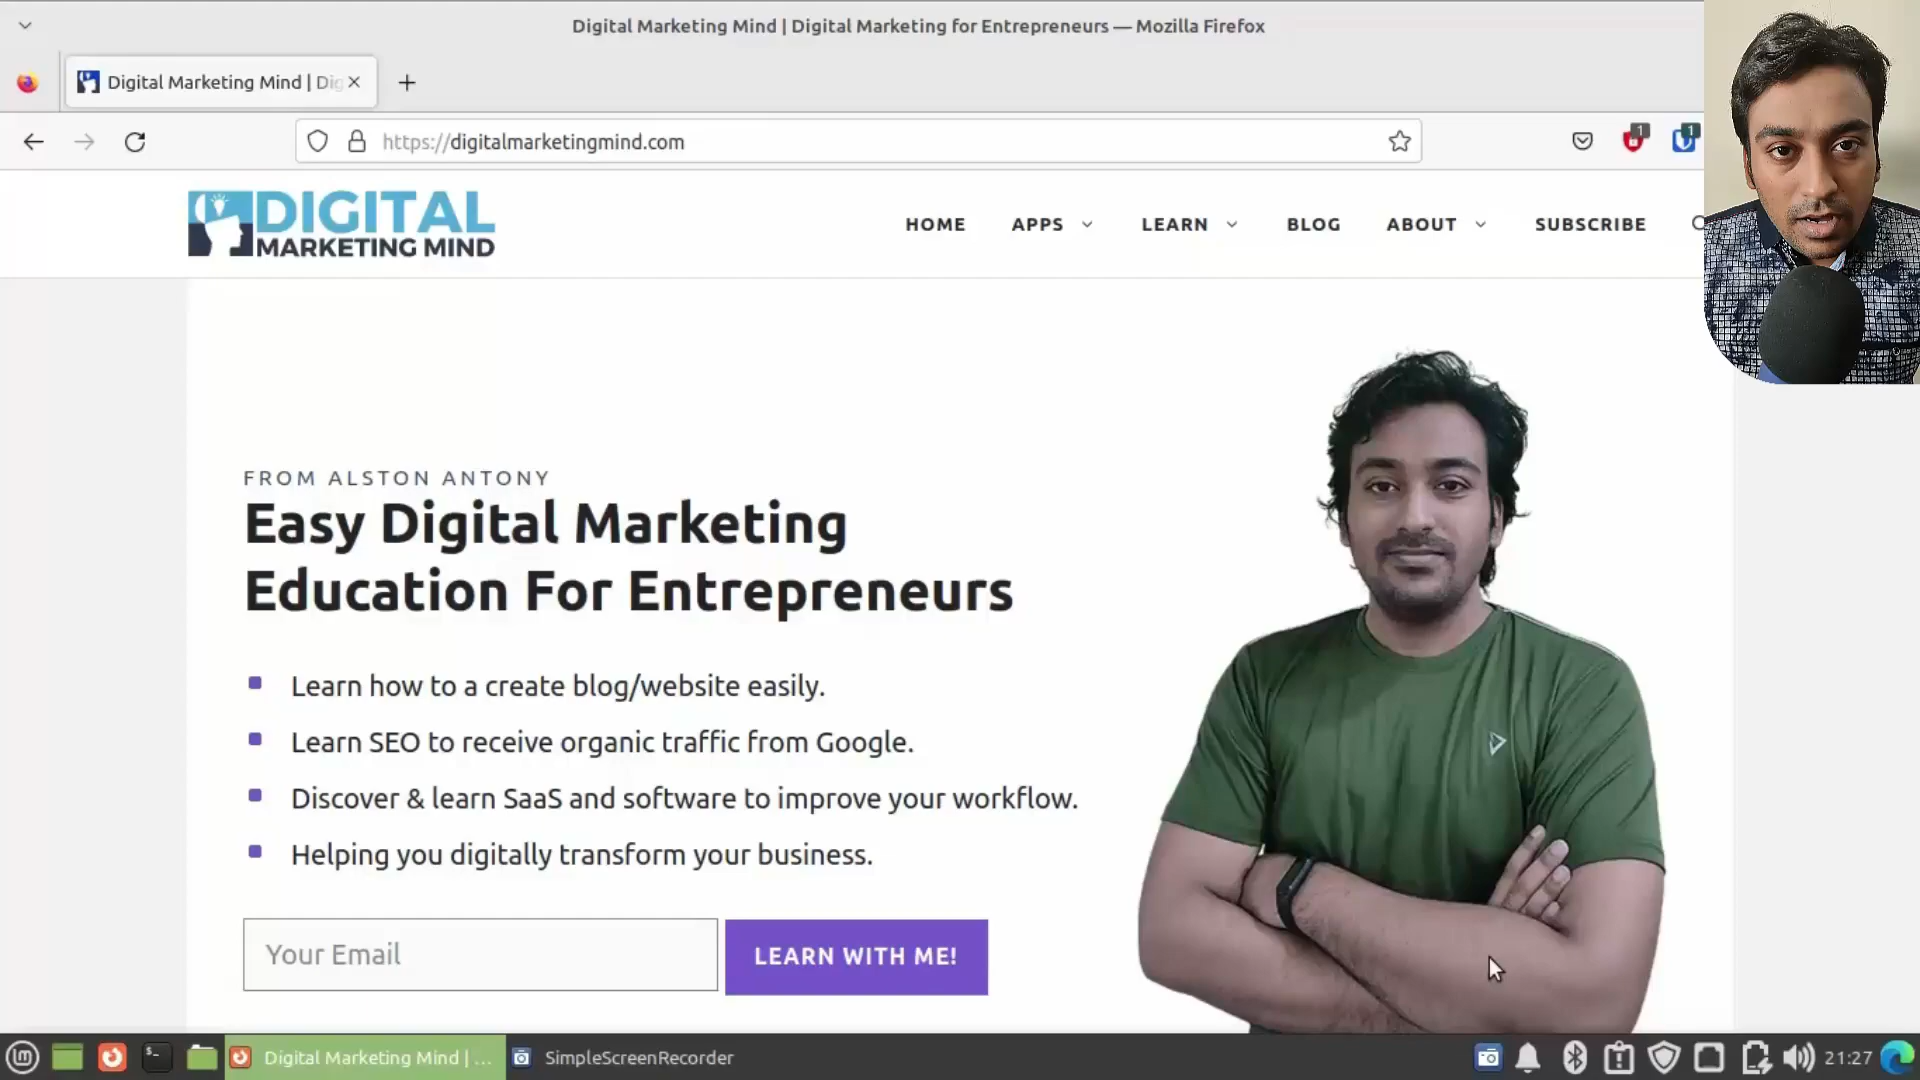 Digital Marketing Mind | Digital Marketing for Entrepreneurs — Mozilla Firefox
Digital Marketing Mind | Dig
https://digitalmarketingmind.com
1
1
DIGITAL
MARKETING MIND
HOME
APPS
LEARN
BLOG
ABOUT
SUBSCRIBE
FROM ALSTON ANTONY
Easy Digital Marketing
Education For Entrepreneurs
Learn how to a create blog/website easily.
Learn SEO to receive organic traffic from Google.
Discover & learn SaaS and software to improve your workflow.
Helping you digitally transform your business.
Your Email
LEARN WITH ME!
Digital Marketing Mind | ...
SimpleScreenRecorder
21:27